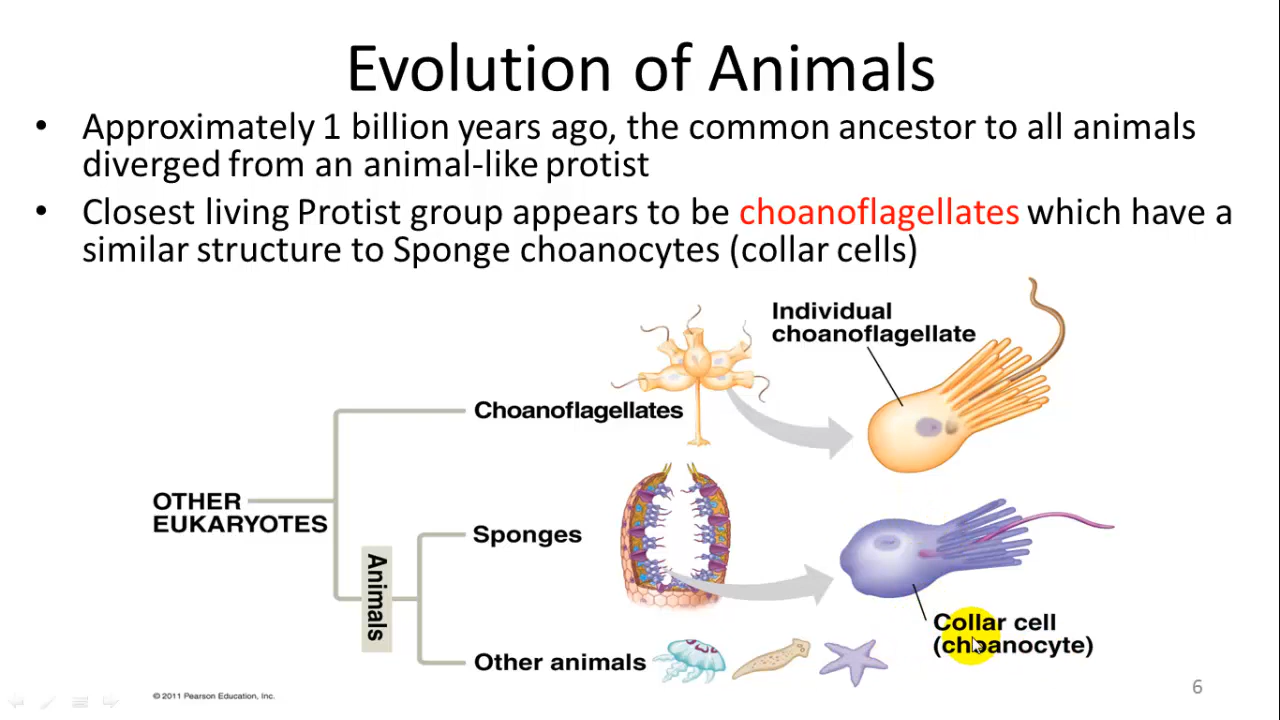 Evolution of Animals
• Approximately 1 billion years ago, the common ancestor to all animals
diverged from an animal-like protist
• Closest living Protist group appears to be choanoflagellates which have a
similar structure to Sponge choanocytes (collar cells)
Individual
choanoflagellate
Choanoflagellates
OTHER
EUKARYOTES
Animals
Sponges
Collar cell
(choanocyte)
Other animals
© 2011 Pearson Education, Inc.
6